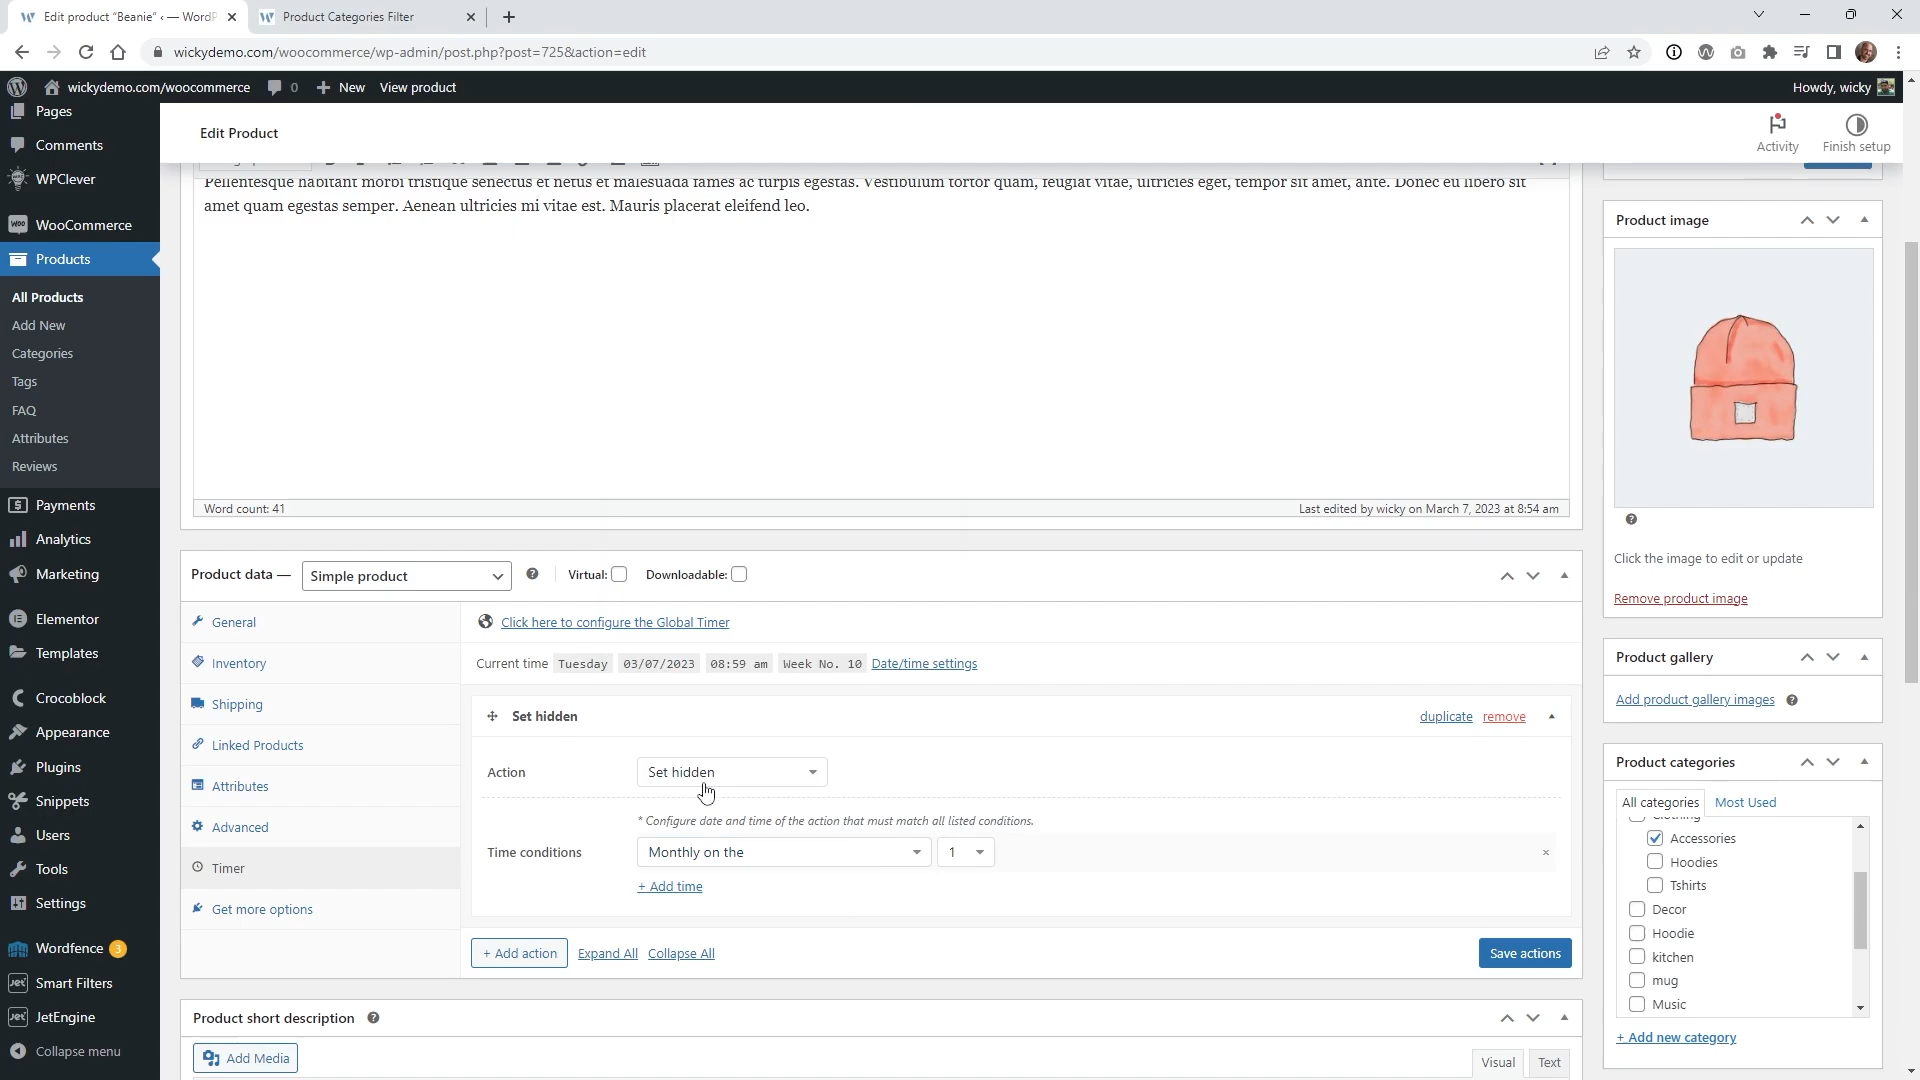 Edit product "Beanie" ‹ — WordP
Product Categories Filter
wickydemo.com/woocommerce/wp-admin/post.php?post=725&action=edit
wickydemo.com/woocommerce
0
New
View product
Howdy, wicky
Pages
Comments
WPClever
WooCommerce
Products
All Products
Add New
Categories
Tags
FAQ
Attributes
Reviews
Payments
Analytics
Marketing
Elementor
Templates
Crocoblock
Appearance
Plugins
Snippets
Users
Tools
Settings
Wordfence 3
Smart Filters
JetEngine
Collapse menu
Edit Product
Activity
Finish setup
Pellentesque habitant morbi tristique senectus et netus et malesuada fames ac turpis egestas. Vestibulum tortor quam, feugiat vitae, ultricies eget, tempor sit amet, ante. Donec eu libero sit
amet quam egestas semper. Aenean ultricies mi vitae est. Mauris placerat eleifend leo.
Word count: 41
Last edited by wicky on March 7, 2023 at 8:54 am
Product data —
Simple product
Virtual:
Downloadable:
General
Inventory
Shipping
Linked Products
Attributes
Advanced
Timer
Get more options
Click here to configure the Global Timer
Current time Tuesday 03/07/2023 08:59 am Week No. 10 Date/time settings
Set hidden
duplicate remove
Action
Set hidden
* Configure date and time of the action that must match all listed conditions.
Time conditions
Monthly on the
1
×
+ Add time
+ Add action
Expand All
Collapse All
Save actions
Product short description
Add Media
Visual
Text
Product image
Click the image to edit or update
Remove product image
Product gallery
Add product gallery images
Product categories
All categories
Most Used
Clothing
Accessories
Hoodies
Tshirts
Decor
Hoodie
kitchen
mug
Music
+ Add new category